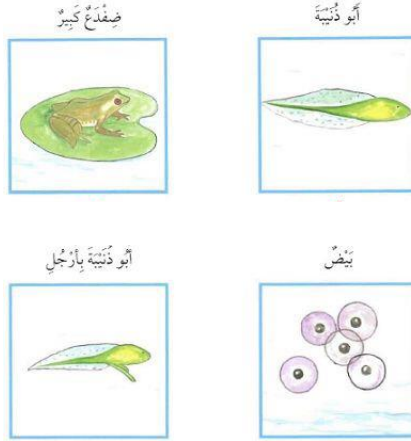 أَبُو ذُنَيْبَةَ
ضِفْدَعٌ كَبِيرٌ
بَيْضٌ
أَبُو ذُنَيْبَةَ بِأَرْجُلٍ